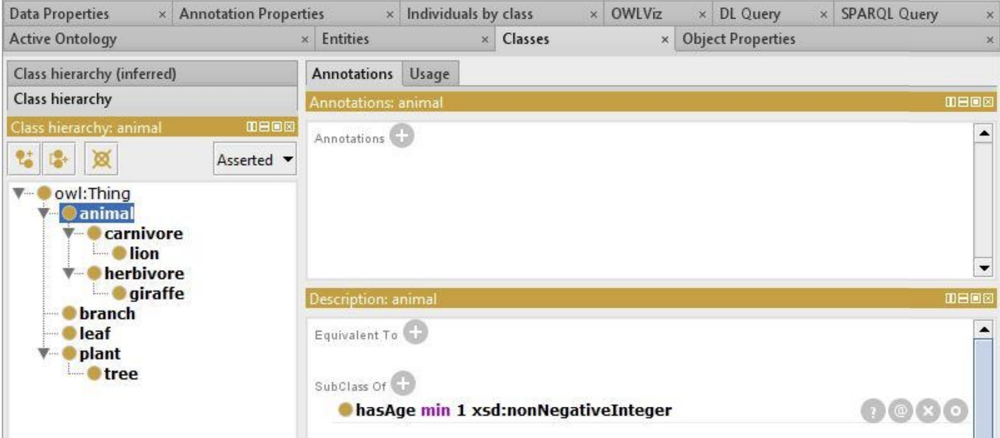 Data Properties × Annotation Properties × Individuals by class × OWLViz × DL Query × SPARQL Query ×
Active Ontology × Entities × Classes × Object Properties ×
Class hierarchy (inferred)
Class hierarchy
Class hierarchy: animal
Asserted
owl:Thing
animal
carnivore
lion
herbivore
giraffe
branch
leaf
plant
tree
Annotations Usage
Annotations: animal
Annotations
Description: animal
Equivalent To
SubClass Of
hasAge min 1 xsd:nonNegativeInteger ? @ × o